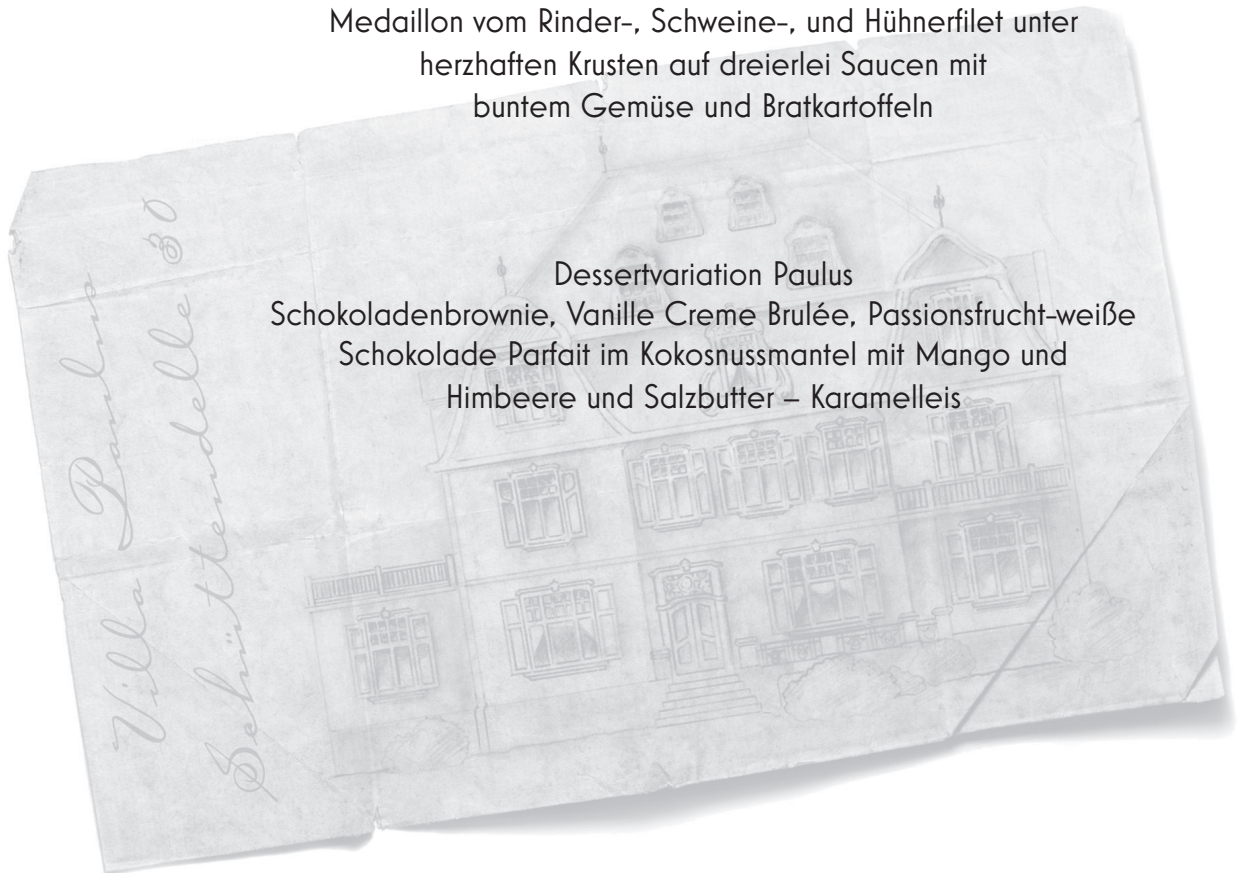 Medaillon vom Rinder-, Schweine-, und Hühnerfilet unter
herzhaften Krusten auf dreierlei Saucen mit
buntem Gemüse und Bratkartoffeln
Dessertvariation Paulus
Schokoladenbrownie, Vanille Creme Brulée, Passionsfrucht-weiße
Schokolade Parfait im Kokosnussmantel mit Mango und
Himbeere und Salzbutter – Karamelleis
Villa Paulus
Schüttendelle 30